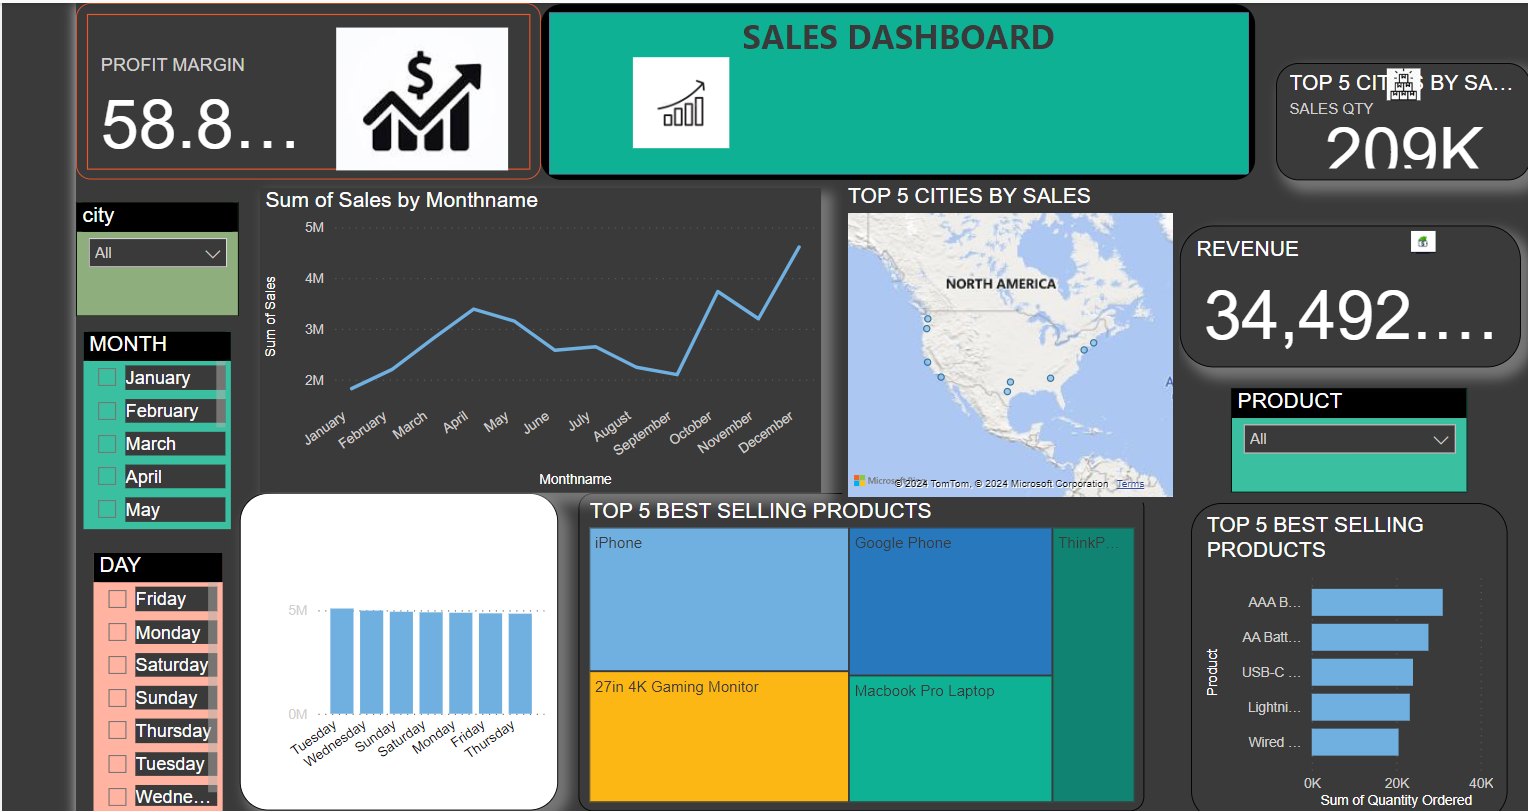 PROFIT MARGIN
58.8...
$
SALES DASHBOARD
TOP 5 CITIES BY SA...
SALES QTY
209K
city
All
MONTH
January
February
March
April
May
DAY
Friday
Monday
Saturday
Sunday
Thursday
Tuesday
Wedne...
Sum of Sales by Monthname
Sum of Sales
5M
4M
3M
2M
January
February
March
April
May
June
July
August
September
October
November
December
Monthname
TOP 5 CITIES BY SALES
NORTH AMERICA
A
Microsoft
© 2024 TomTom, © 2024 Microsoft Corporation Terms
REVENUE
34,492....
PRODUCT
All
5M
0M
Tuesday
Wednesday
Sunday
Saturday
Monday
Friday
Thursday
TOP 5 BEST SELLING PRODUCTS
iPhone
Google Phone
ThinkP...
27in 4K Gaming Monitor
Macbook Pro Laptop
TOP 5 BEST SELLING
PRODUCTS
Product
AAA B...
AA Batt...
USB-C ...
Lightni...
Wired ...
0K
20K
40K
Sum of Quantity Ordered